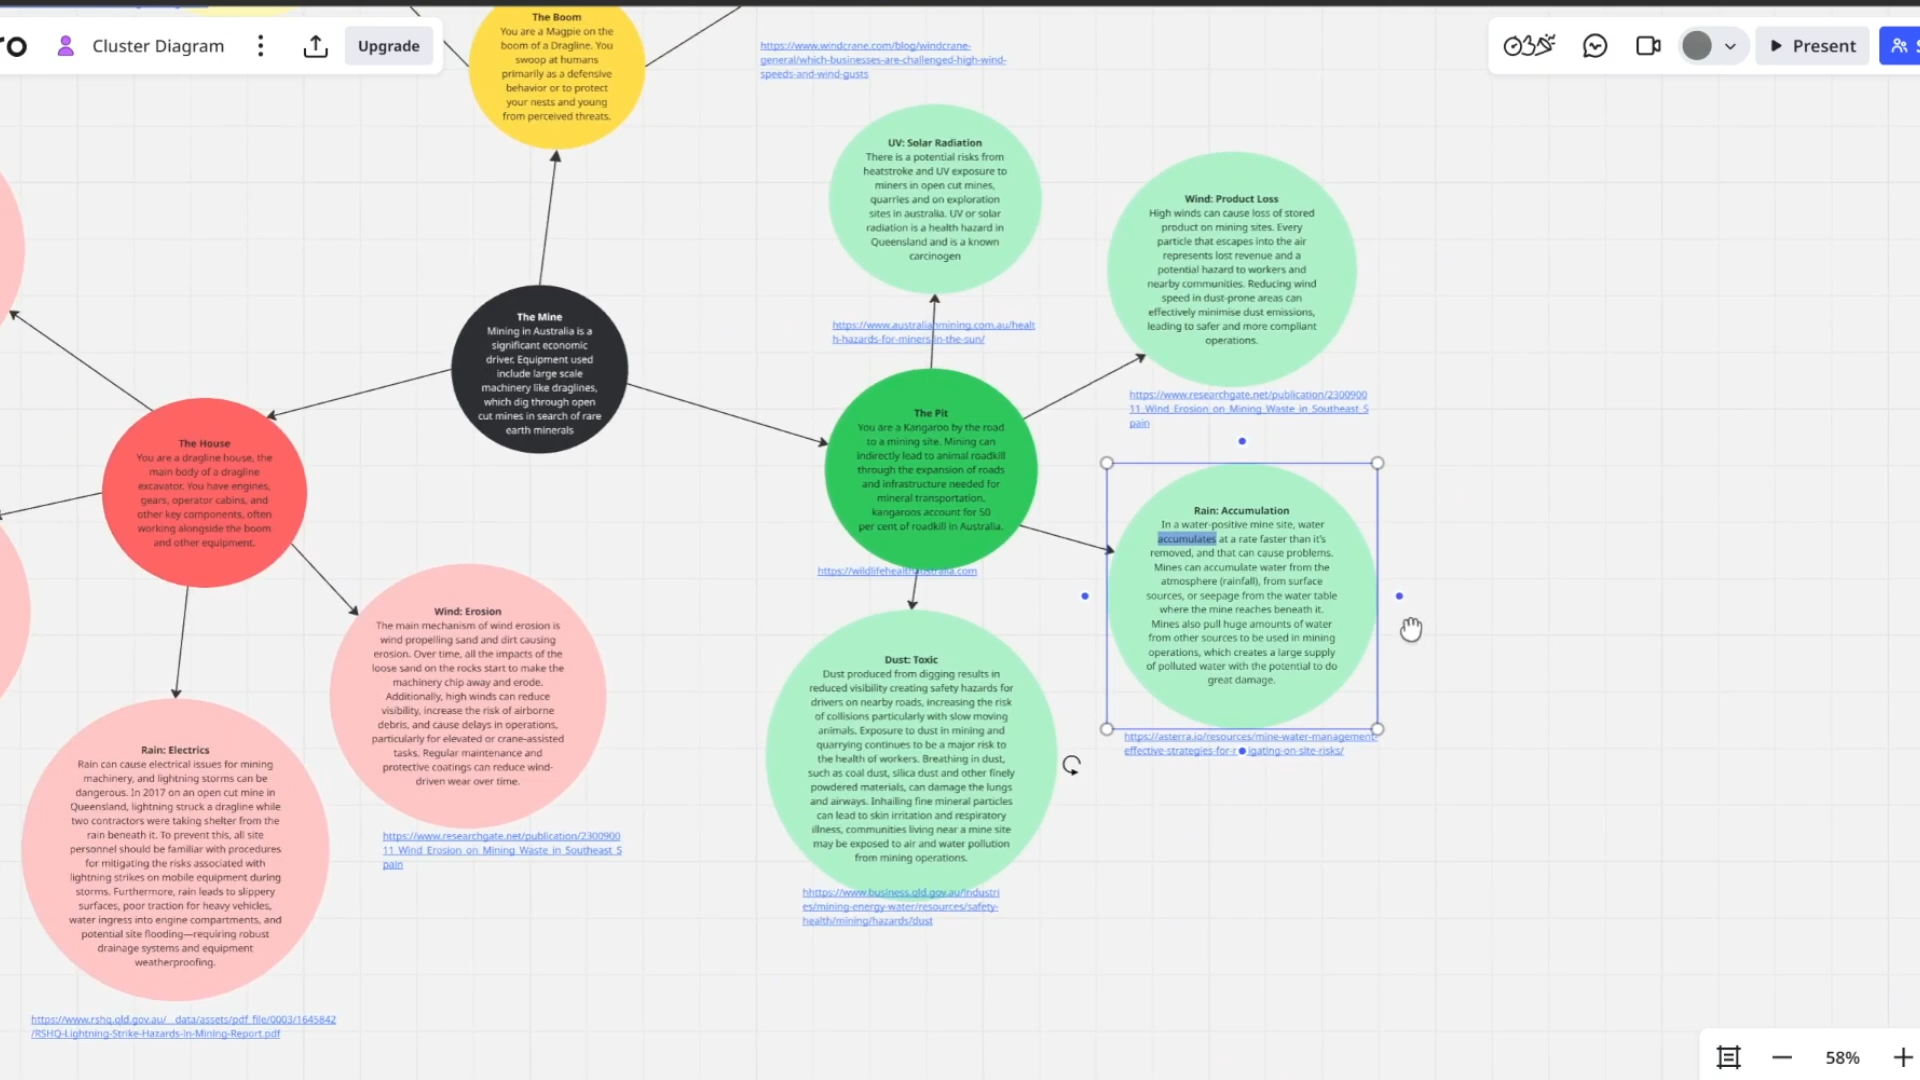 ro
Cluster Diagram
Upgrade
Present
The Boom
You are a Magpie on the
boom of a Dragline. You
swoop at humans
primarily as a defensive
behavior or to protect
your nests and young
from perceived threats.
https://www.windcrane.com/blog/windcrane-
general/which-businesses-are-challenged-high-wind-
speeds-and-wind-gusts
UV: Solar Radiation
There is a potential risks from
heatstroke and UV exposure to
miners in open cut mines,
quarries and on exploration
sites in australia. UV or solar
radiation is a health hazard in
Queensland and is a known
carcinogen
https://www.australianmining.com.au/healt
h-hazards-for-miners-in-the-sun/
Wind: Product Loss
High winds can cause loss of stored
product on mining sites. Every
particle that escapes into the air
represents lost revenue and a
potential hazard to workers and
nearby communities. Reducing wind
speed in dust-prone areas can
effectively minimise dust emissions,
leading to safer and more compliant
operations.
https://www.researchgate.net/publication/2300900
11_Wind_Erosion_on_Mining_Waste_in_Southeast_S
pain
The Mine
Mining in Australia is a
significant economic
driver. Equipment used
include large scale
machinery like draglines,
which dig through open
cut mines in search of rare
earth minerals
The House
You are a dragline house, the
main body of a dragline
excavator. You have engines,
gears, operator cabins, and
other key components, often
working alongside the boom
and other equipment.
The Pit
You are a Kangaroo by the road
to a mining site. Mining can
indirectly lead to animal roadkill
through the expansion of roads
and infrastructure needed for
mineral transportation.
kangaroos account for 50
per cent of roadkill in Australia.
https://wildlifehealthaustralia.com
Rain: Accumulation
In a water-positive mine site, water
accumulates at a rate faster than it's
removed, and that can cause problems.
Mines can accumulate water from the
atmosphere (rainfall), from surface
sources, or seepage from the water table
where the mine reaches beneath it.
Mines also pull huge amounts of water
from other sources to be used in mining
operations, which creates a large supply
of polluted water with the potential to do
great damage.
https://asterra.io/resources/mine-water-management-
effective-strategies-for-mitigating-on-site-risks/
Wind: Erosion
The main mechanism of wind erosion is
wind propelling sand and dirt causing
erosion. Over time, all the impacts of the
loose sand on the rocks start to make the
machinery chip away and erode.
Additionally, high winds can reduce
visibility, increase the risk of airborne
debris, and cause delays in operations,
particularly for elevated or crane-assisted
tasks. Regular maintenance and
protective coatings can reduce wind-
driven wear over time.
https://www.researchgate.net/publication/2300900
11_Wind_Erosion_on_Mining_Waste_in_Southeast_S
pain
Dust: Toxic
Dust produced from digging results in
reduced visibility creating safety hazards for
drivers on nearby roads, increasing the risk
of collisions particularly with slow moving
animals. Exposure to dust in mining and
quarrying continues to be a major risk to
the health of workers. Breathing in dust,
such as coal dust, silica dust and other finely
powdered materials, can damage the lungs
and airways. Inhailing fine mineral particles
can lead to skin irritation and respiratory
illness, communities living near a mine site
may be exposed to air and water pollution
from mining operations.
hhttps://www.business.qld.gov.au/industri
es/mining-energy-water/resources/safety-
health/mining/hazards/dust
Rain: Electrics
Rain can cause electrical issues for mining
machinery, and lightning storms can be
dangerous. In 2017 on an open cut mine in
Queensland, lightning struck a dragline while
two contractors were taking shelter from the
rain beneath it. To prevent this, all site
personnel should be familiar with procedures
for mitigating the risks associated with
lightning strikes on mobile equipment during
storms. Furthermore, rain leads to slippery
surfaces, poor traction for heavy vehicles,
water ingress into engine compartments, and
potential site flooding—requiring robust
drainage systems and equipment
weatherproofing.
https://www.rshq.qld.gov.au/__data/assets/pdf_file/0003/1645842
/RSHQ-Lightning-Strike-Hazards-in-Mining-Report.pdf
58%